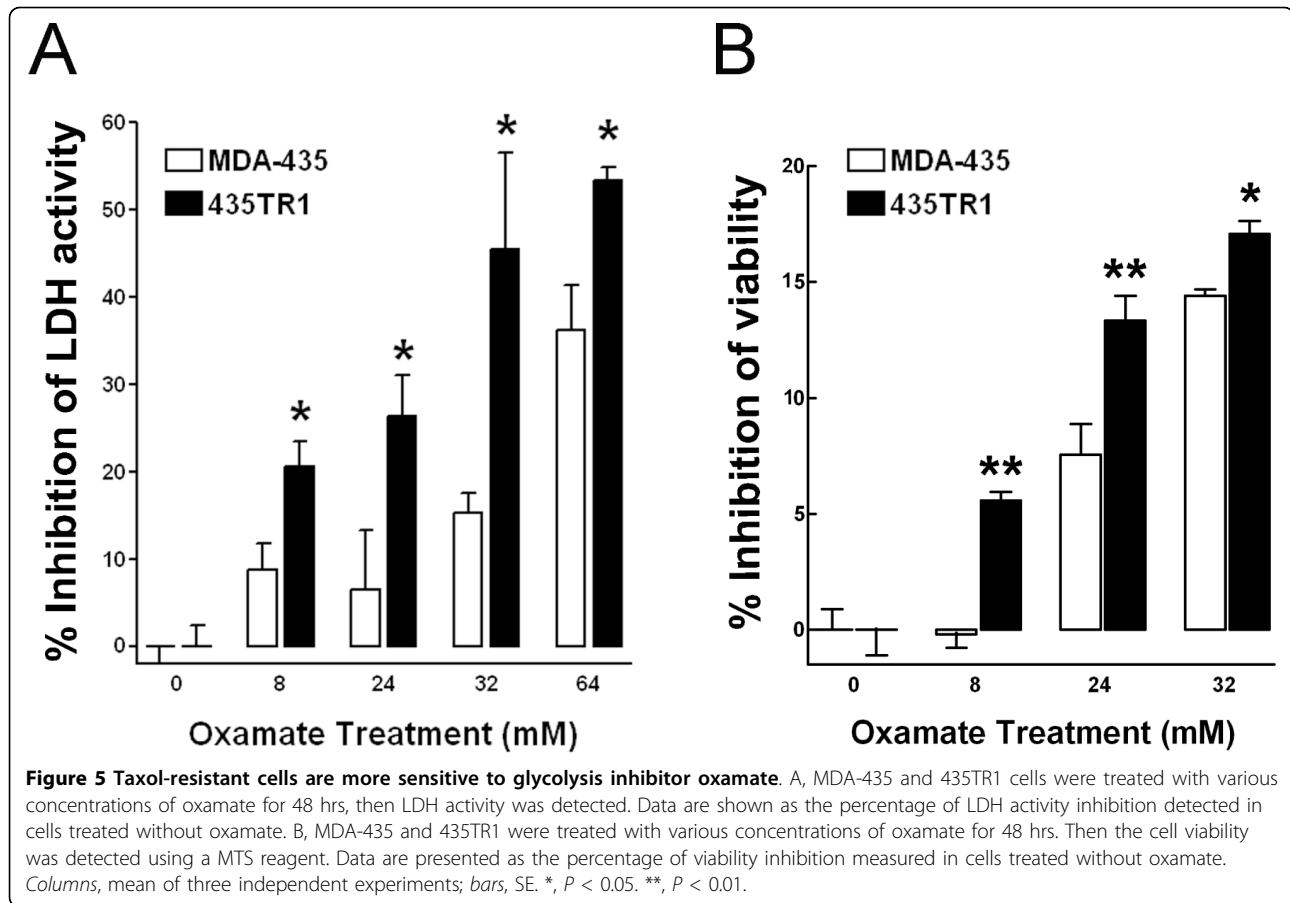 A
B
% Inhibition of LDH activity
60
50
40
30
20
10
0
MDA-435
435TR1
*
*
*
*
0 8 24 32 64
Oxamate Treatment (mM)
% Inhibition of viability
20
15
10
5
0
MDA-435
435TR1
**
**
*
0 8 24 32
Oxamate Treatment (mM)
Figure 5 Taxol-resistant cells are more sensitive to glycolysis inhibitor oxamate. A, MDA-435 and 435TR1 cells were treated with various
concentrations of oxamate for 48 hrs, then LDH activity was detected. Data are shown as the percentage of LDH activity inhibition detected in
cells treated without oxamate. B, MDA-435 and 435TR1 were treated with various concentrations of oxamate for 48 hrs. Then the cell viability
was detected using a MTS reagent. Data are presented as the percentage of viability inhibition measured in cells treated without oxamate.
Columns, mean of three independent experiments; bars, SE. *, P < 0.05. **, P < 0.01.